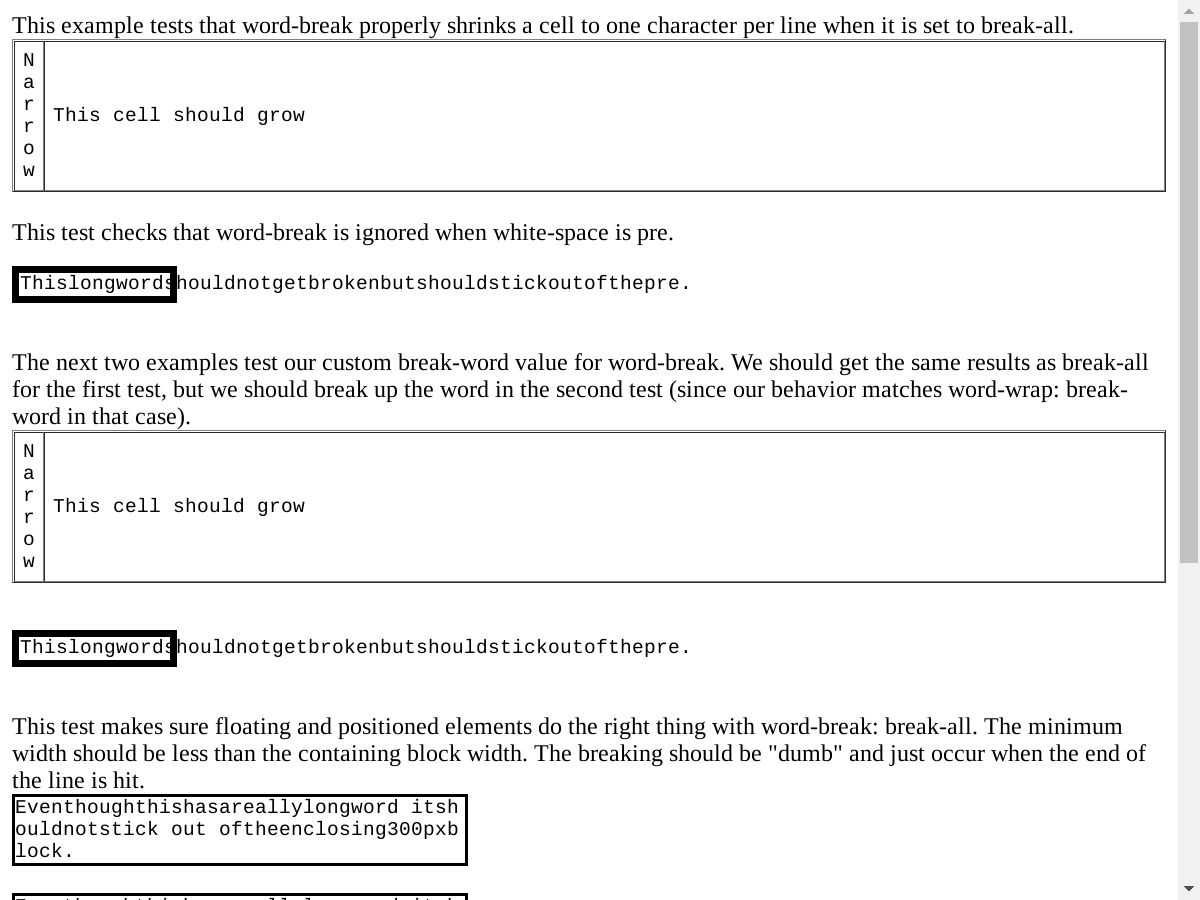 This example tests that word-break properly shrinks a cell to one character per line when it is set to break-all.
N
a
r
r
o
w
This cell should grow
This test checks that word-break is ignored when white-space is pre.
Thislongwordshouldnotgetbrokenbutshouldstickoutofthepre.
The next two examples test our custom break-word value for word-break. We should get the same results as break-all
for the first test, but we should break up the word in the second test (since our behavior matches word-wrap: break-
word in that case).
N
a
r
r
o
w
This cell should grow
Thislongwordshouldnotgetbrokenbutshouldstickoutofthepre.
This test makes sure floating and positioned elements do the right thing with word-break: break-all. The minimum
width should be less than the containing block width. The breaking should be "dumb" and just occur when the end of
the line is hit.
Eventhoughthishasareallylongword itsh
ouldnotstick out oftheenclosing300pxb
lock.